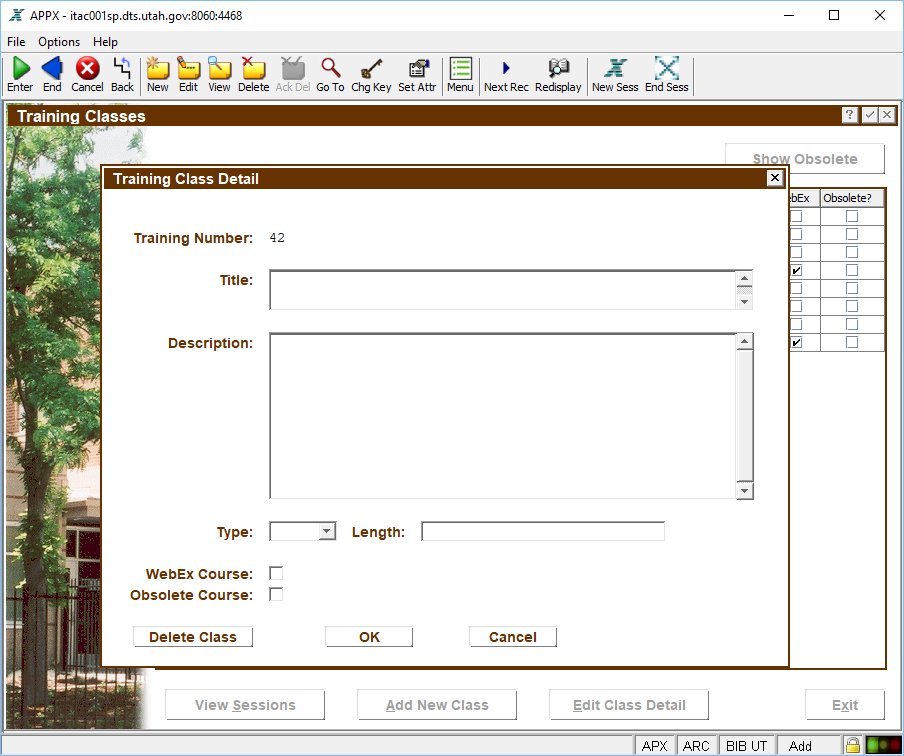 APPX - itac001sp.dts.utah.gov:8060:4468
File Options Help
Enter End Cancel Back New Edit View Delete Ack Del Go To Chg Key Set Attr Menu Next Rec Redisplay New Sess End Sess
Training Classes
?
Show Obsolete
Training Class Detail
Obsolete?
Training Number: 42
Title:
Description:
Type: Length:
WebEx Course:
Obsolete Course:
Delete Class OK Cancel
View Sessions Add New Class Edit Class Detail Exit
APX ARC BIB UT Add